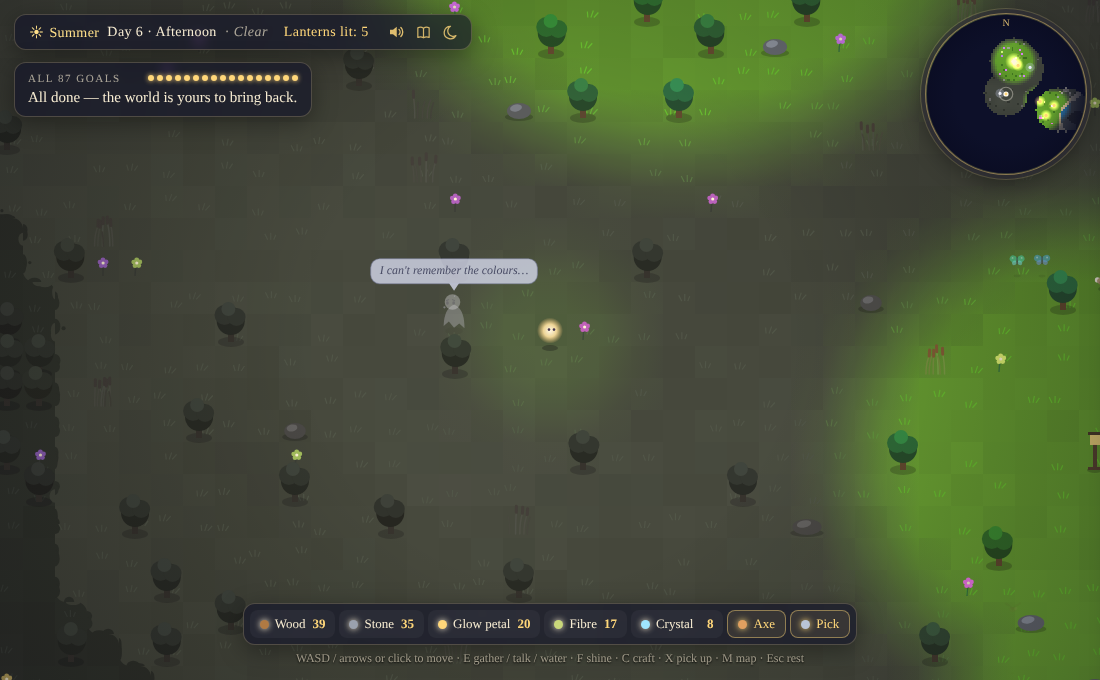 Summer Day 6 · Afternoon · Clear Lanterns lit: 5
ALL 87 GOALS
All done — the world is yours to bring back.
N
I can't remember the colours…
Wood 39 Stone 35 Glow petal 20 Fibre 17 Crystal 8 Axe Pick
WASD / arrows or click to move · E gather / talk / water · F shine · C craft · X pick up · M map · Esc rest